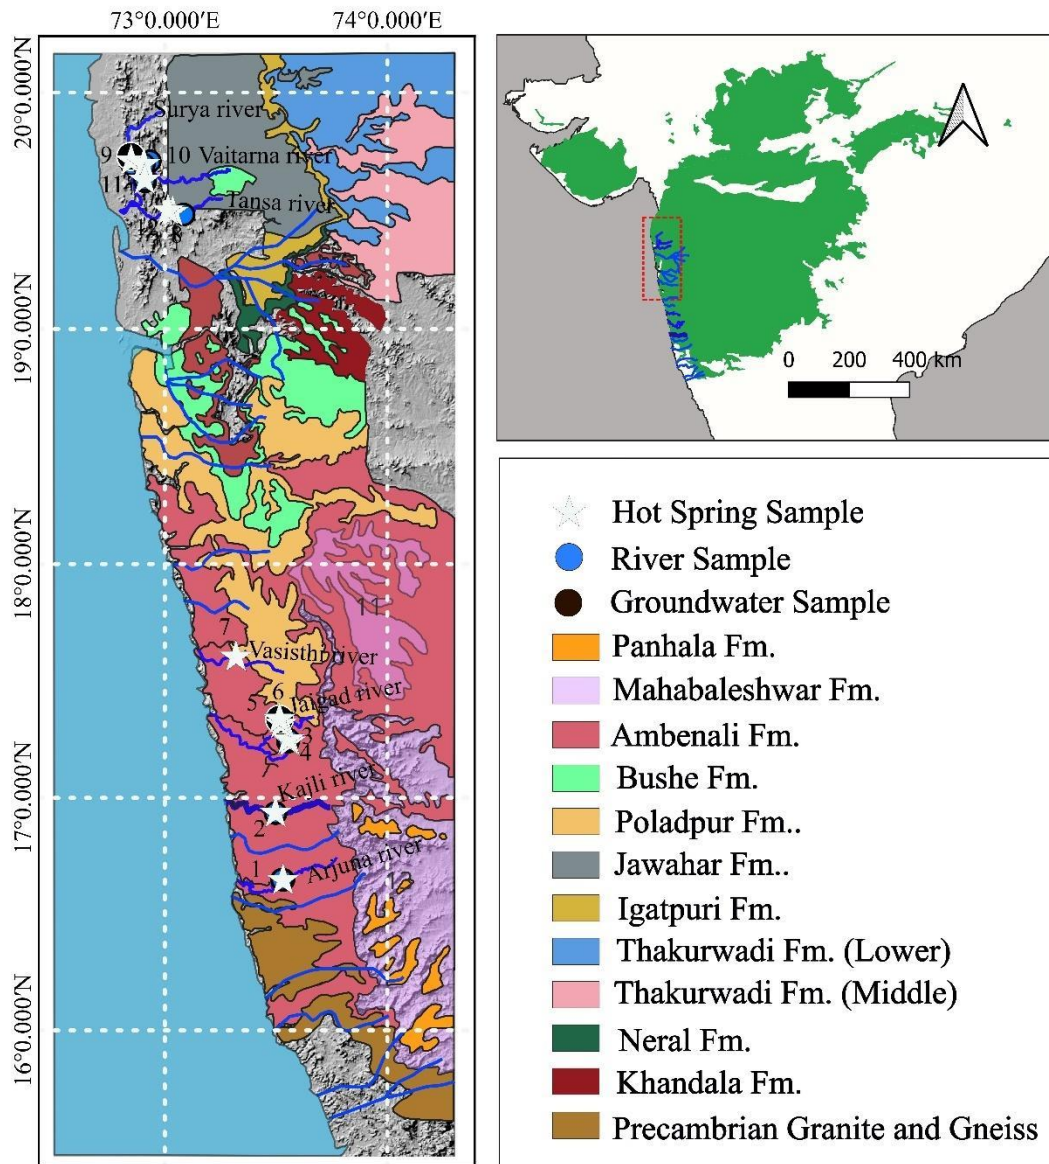 73°0.000'E
74°0.000'E
20°0.000'N
19°0.000'N
18°0.000'N
17°0.000'N
16°0.000'N
Surya river
9
10
Vaitarna river
11
Tansa river
12
8
11
7
Vasisthi river
6
5
Jaigad river
3
4
Kajli river
2
1
Arjuna river
0 200 400 km
Hot Spring Sample
River Sample
Groundwater Sample
Panhala Fm.
Mahabaleshwar Fm.
Ambenali Fm.
Bushe Fm.
Poladpur Fm..
Jawahar Fm..
Igatpuri Fm.
Thakurwadi Fm. (Lower)
Thakurwadi Fm. (Middle)
Neral Fm.
Khandala Fm.
Precambrian Granite and Gneiss